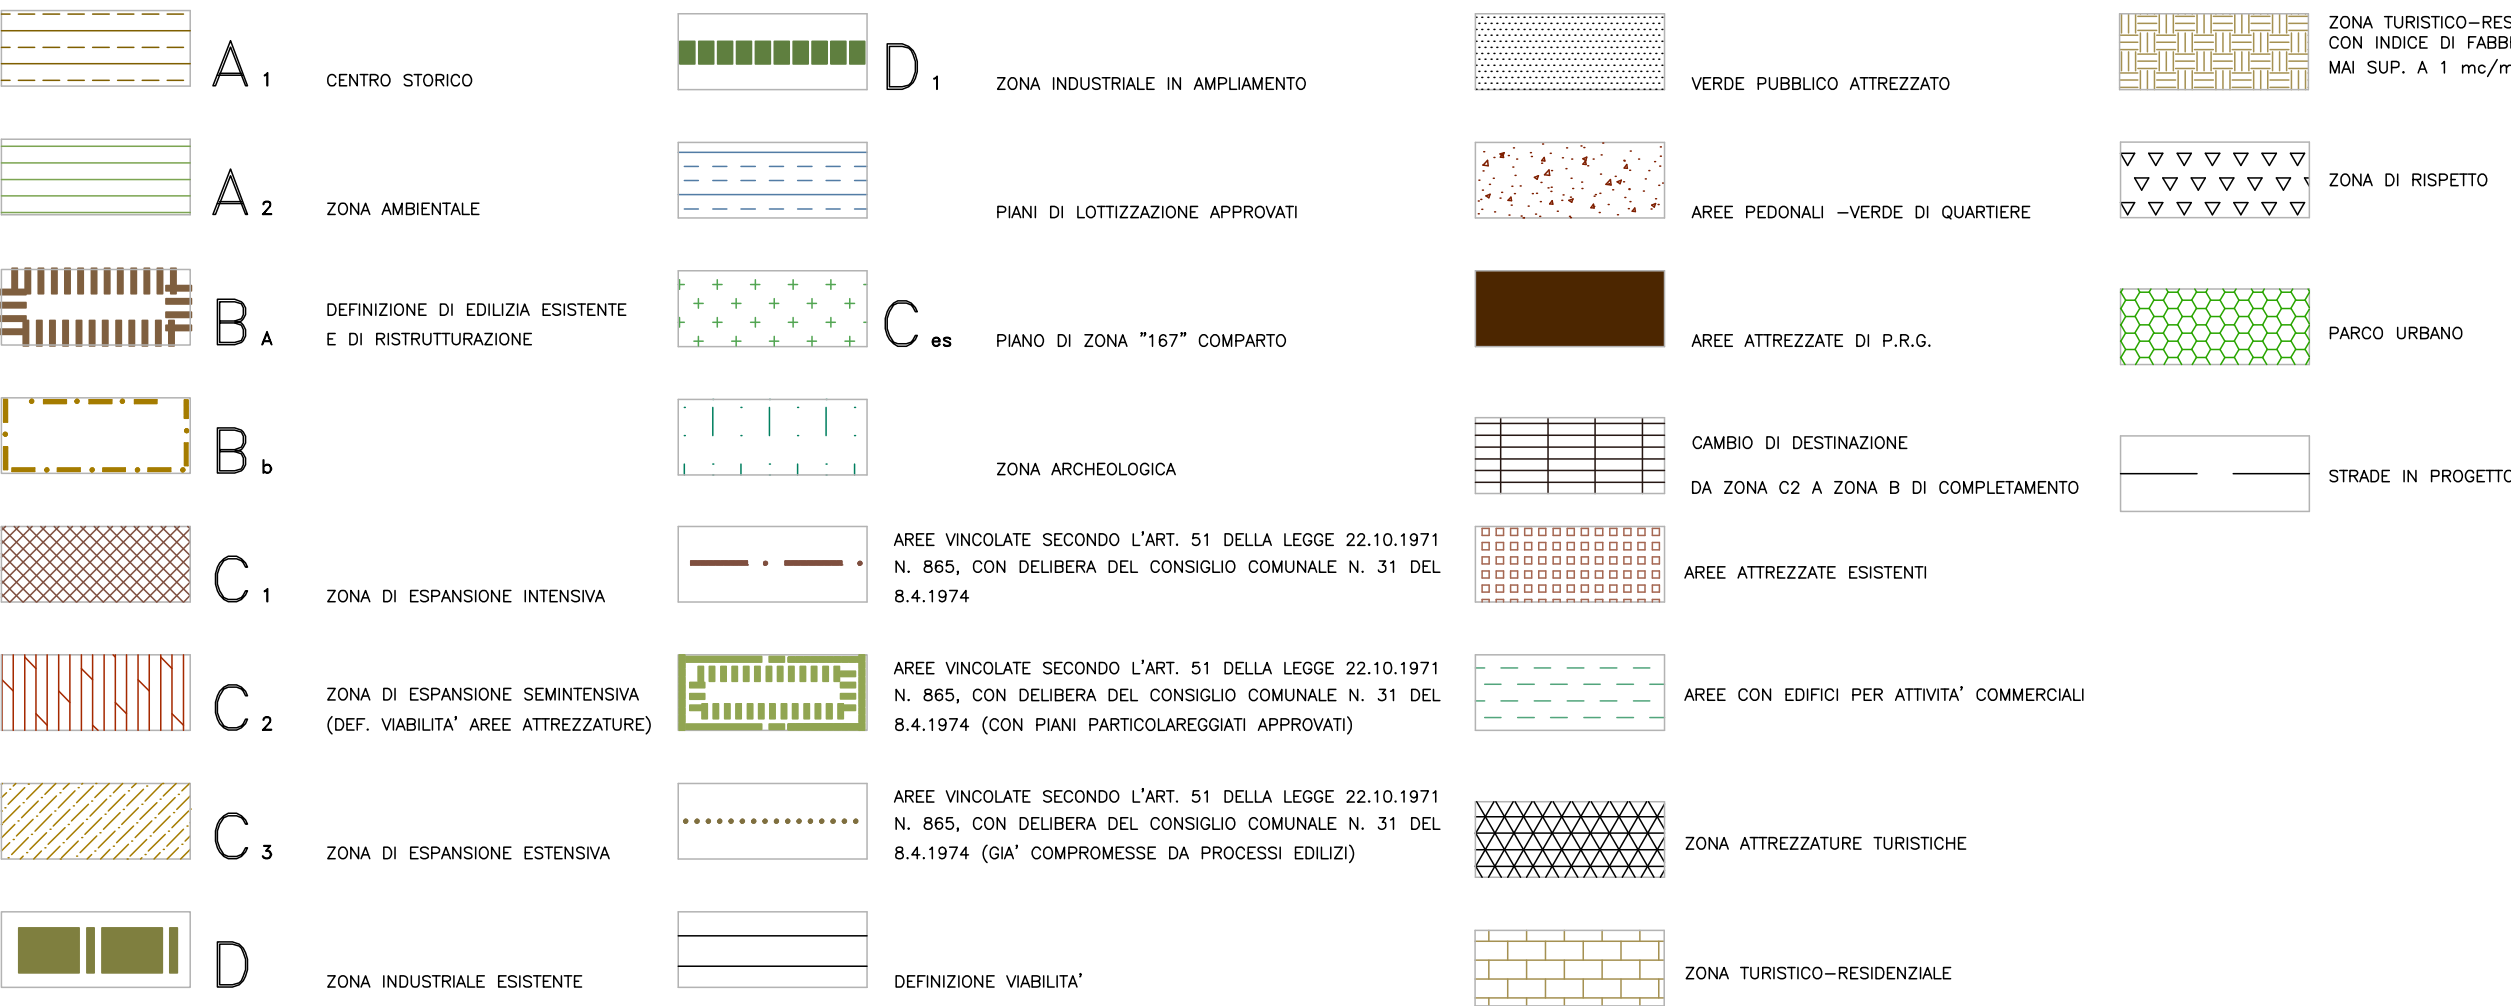 A 1 CENTRO STORICO
A 2 ZONA AMBIENTALE
B A DEFINIZIONE DI EDILIZIA ESISTENTE
E DI RISTRUTTURAZIONE
B b
C 1 ZONA DI ESPANSIONE INTENSIVA
C 2 ZONA DI ESPANSIONE SEMINTENSIVA
(DEF. VIABILITA' AREE ATTREZZATURE)
C 3 ZONA DI ESPANSIONE ESTENSIVA
D ZONA INDUSTRIALE ESISTENTE
D 1 ZONA INDUSTRIALE IN AMPLIAMENTO
PIANI DI LOTTIZZAZIONE APPROVATI
C es PIANO DI ZONA "167" COMPARTO
ZONA ARCHEOLOGICA
AREE VINCOLATE SECONDO L'ART. 51 DELLA LEGGE 22.10.1971
N. 865, CON DELIBERA DEL CONSIGLIO COMUNALE N. 31 DEL
8.4.1974
AREE VINCOLATE SECONDO L'ART. 51 DELLA LEGGE 22.10.1971
N. 865, CON DELIBERA DEL CONSIGLIO COMUNALE N. 31 DEL
8.4.1974 (CON PIANI PARTICOLAREGGIATI APPROVATI)
AREE VINCOLATE SECONDO L'ART. 51 DELLA LEGGE 22.10.1971
N. 865, CON DELIBERA DEL CONSIGLIO COMUNALE N. 31 DEL
8.4.1974 (GIA' COMPROMESSE DA PROCESSI EDILIZI)
DEFINIZIONE VIABILITA'
VERDE PUBBLICO ATTREZZATO
AREE PEDONALI -VERDE DI QUARTIERE
AREE ATTREZZATE DI P.R.G.
CAMBIO DI DESTINAZIONE
DA ZONA C2 A ZONA B DI COMPLETAMENTO
AREE ATTREZZATE ESISTENTI
AREE CON EDIFICI PER ATTIVITA' COMMERCIALI
ZONA ATTREZZATURE TURISTICHE
ZONA TURISTICO-RESIDENZIALE
ZONA TURISTICO-RES
CON INDICE DI FABB
MAI SUP. A 1 mc/m
ZONA DI RISPETTO
PARCO URBANO
STRADE IN PROGETTO